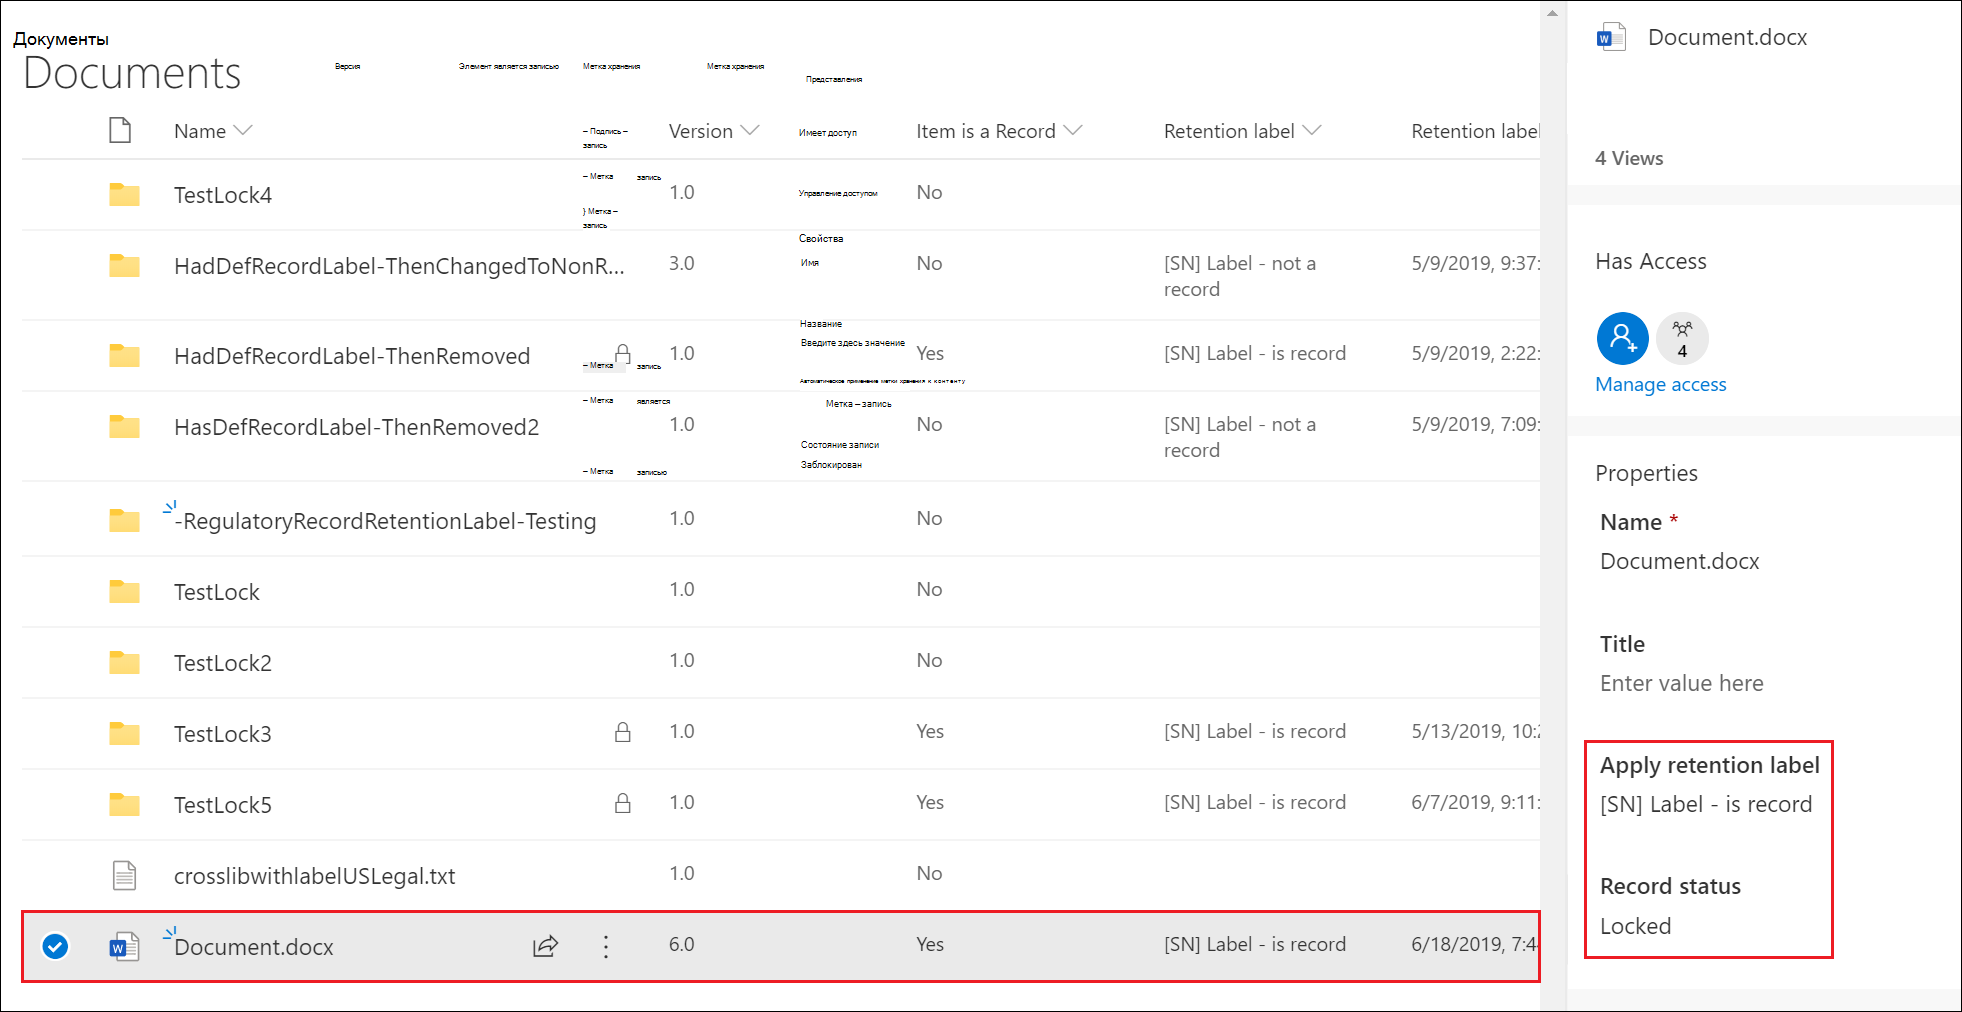 Документы
Documents
Версия
Элемент является записью
Метка хранения
Метка хранения
Представления
Name
– Подпись –
запись
Version
Имеет доступ
Item is a Record
Retention label
Retention label
TestLock4
– Метка
запись
} Метка –
запись
1.0
Управление доступом
No
HadDefRecordLabel-ThenChangedToNonR...
3.0
Свойства
Имя
No
[SN] Label - not a
record
5/9/2019, 9:37:
HadDefRecordLabel-ThenRemoved
– Метка
запись
1.0
Название
Введите здесь значение
Автоматическое применение метки хранения к контенту
Yes
[SN] Label - is record
5/9/2019, 2:22:
HasDefRecordLabel-ThenRemoved2
– Метка
является
– Метка
записью
1.0
Метка – запись
Состояние записи
Заблокирован
No
[SN] Label - not a
record
5/9/2019, 7:09:
-RegulatoryRecordRetentionLabel-Testing
1.0
No
TestLock
1.0
No
TestLock2
1.0
No
TestLock3
1.0
Yes
[SN] Label - is record
5/13/2019, 10:2
TestLock5
1.0
Yes
[SN] Label - is record
6/7/2019, 9:11:
crosslibwithlabelUSLegal.txt
1.0
No
Document.docx
6.0
Yes
[SN] Label - is record
6/18/2019, 7:4
Document.docx
4 Views
Has Access
4
Manage access
Properties
Name *
Document.docx
Title
Enter value here
Apply retention label
[SN] Label - is record
Record status
Locked